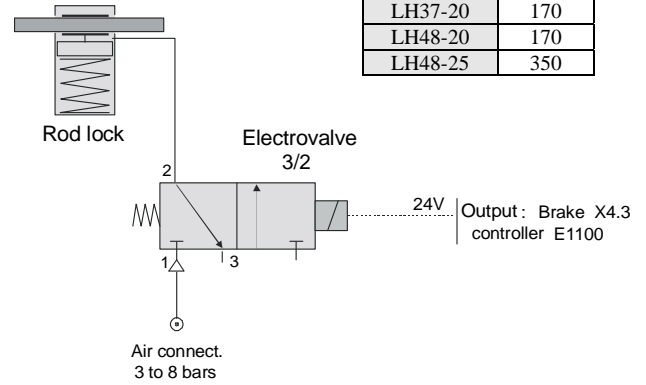 LH37-20 170
LH48-20 170
LH48-25 350
Rod lock
Electrovalve
3/2
2
24V
Output : Brake X4.3
controller E1100
1
3
Air connect.
3 to 8 bars